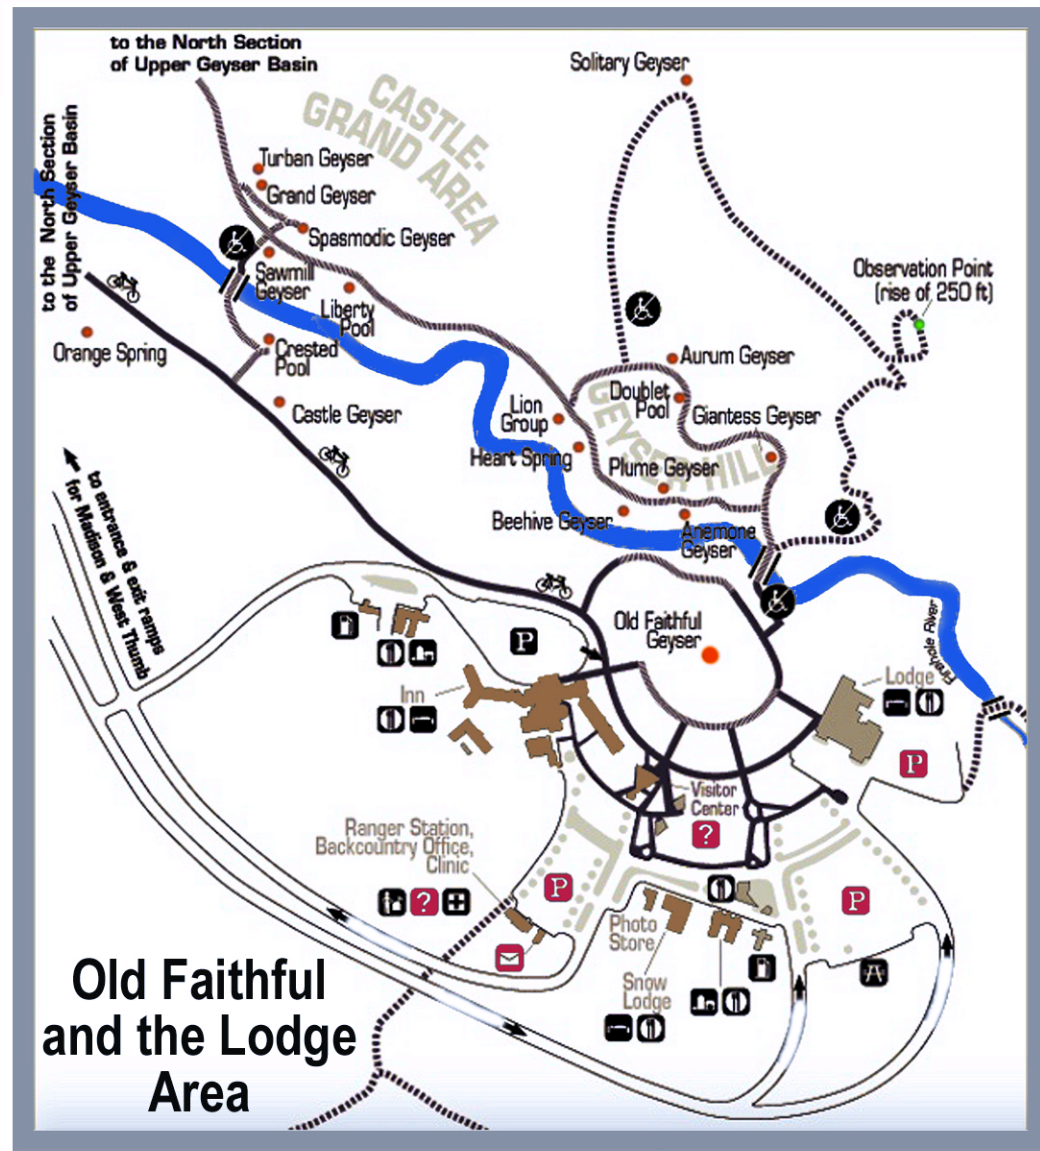 to the North Section
of Upper Geyser Basin
Solitary Geyser
CASTLE-
GRAND AREA
to the North Section
of Upper Geyser Basin
Turban Geyser
Grand Geyser
Spasmodic Geyser
Sawmill
Geyser
Liberty
Pool
Observation Point
(rise of 250 ft)
Orange Spring
Crested
Pool
Castle Geyser
Aurum Geyser
Doublet
Pool
Giantess Geyser
GEYSER HILL
Lion
Group
Heart Spring
Plume Geyser
Beehive Geyser
Anemone
Geyser
to entrance & exit ramps
for Madison & West Thumb
Old Faithful
Geyser
Firehole River
P
Inn
Lodge
P
Visitor
Center
?
Ranger Station,
Backcountry Office,
Clinic
?
P
P
Photo
Store
Snow
Lodge
Old Faithful
and the Lodge
Area